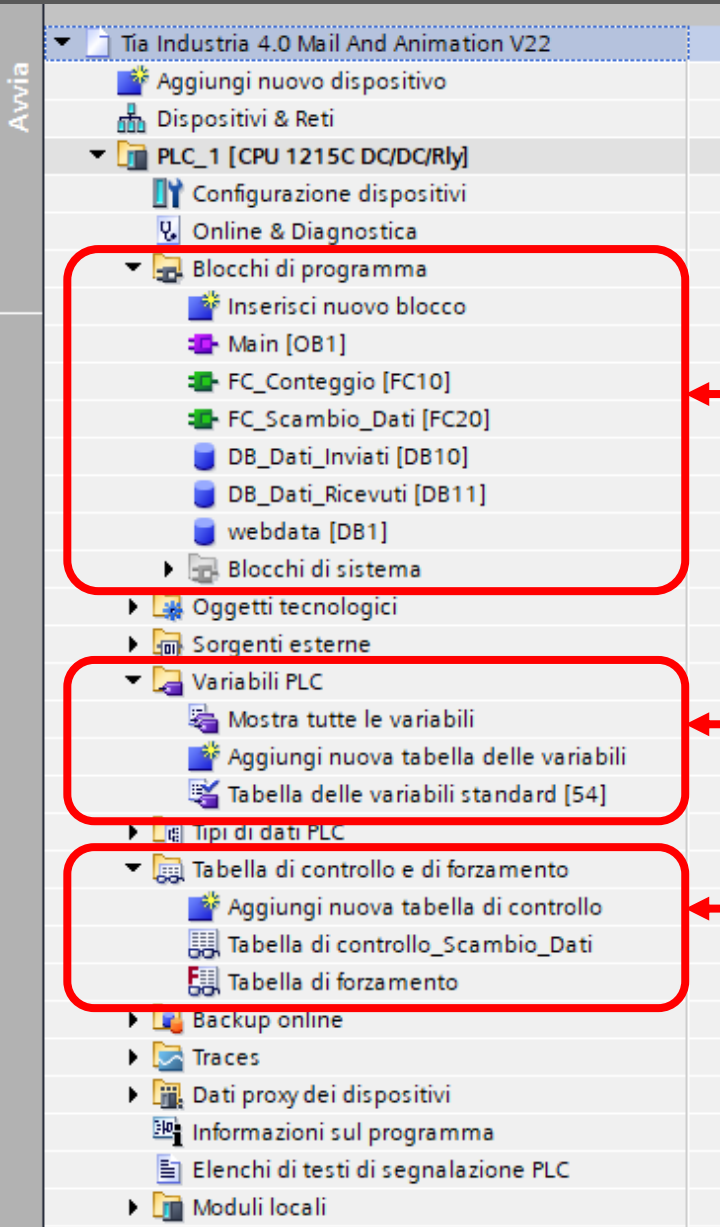 Avvia
Tia Industria 4.0 Mail And Animation V22
Aggiungi nuovo dispositivo
Dispositivi & Reti
PLC_1 [CPU 1215C DC/DC/Rly]
Configurazione dispositivi
Online & Diagnostica
Blocchi di programma
Inserisci nuovo blocco
Main [OB1]
FC_Conteggio [FC10]
FC_Scambio_Dati [FC20]
DB_Dati_Inviati [DB10]
DB_Dati_Ricevuti [DB11]
webdata [DB1]
Blocchi di sistema
Oggetti tecnologici
Sorgenti esterne
Variabili PLC
Mostra tutte le variabili
Aggiungi nuova tabella delle variabili
Tabella delle variabili standard [54]
Tipi di dati PLC
Tabella di controllo e di forzamento
Aggiungi nuova tabella di controllo
Tabella di controllo_Scambio_Dati
Tabella di forzamento
Backup online
Traces
Dati proxy dei dispositivi
Informazioni sul programma
Elenchi di testi di segnalazione PLC
Moduli locali